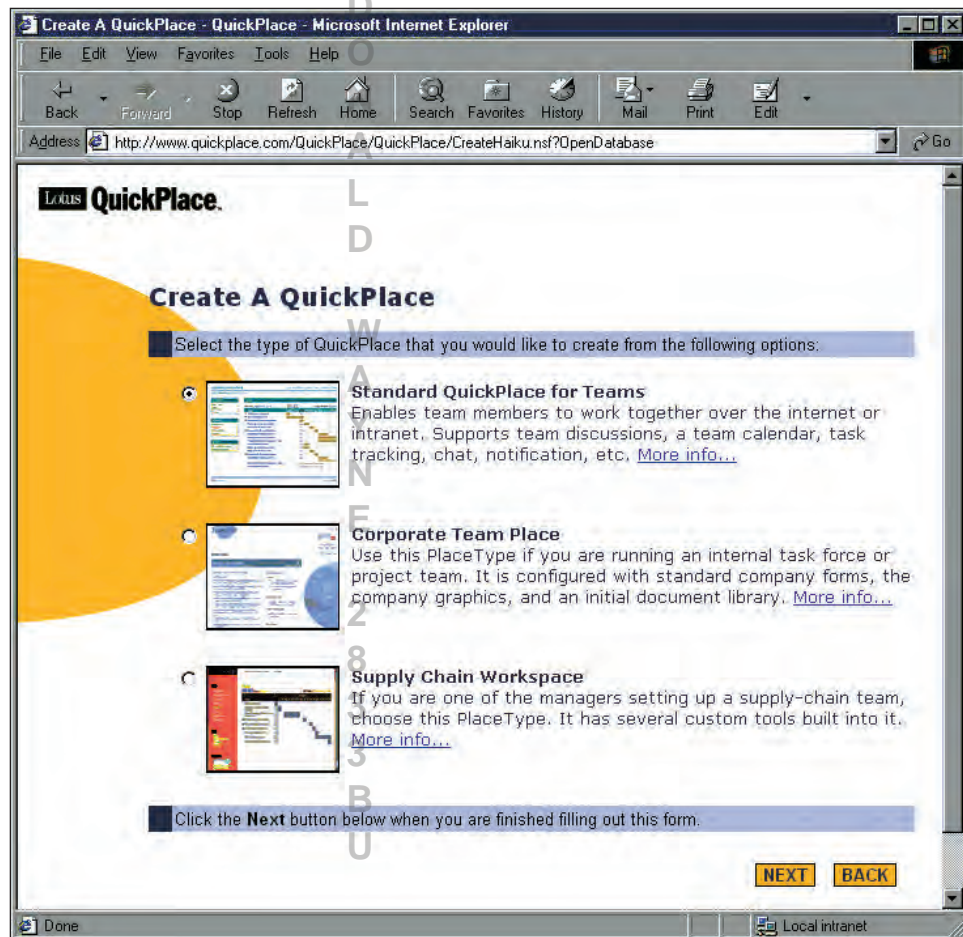 Create A QuickPlace - QuickPlace - Microsoft Internet Explorer
File Edit View Favorites Tools Help
Back Forward Stop Refresh Home Search Favorites History Mail Print Edit
Address http://www.quickplace.com/QuickPlace/QuickPlace/CreateHaiku.nsf?OpenDatabase Go
Lotus QuickPlace.
Create A QuickPlace
Select the type of QuickPlace that you would like to create from the following options:
Standard QuickPlace for Teams
Enables team members to work together over the internet or
intranet. Supports team discussions, a team calendar, task
tracking, chat, notification, etc. More info...
Corporate Team Place
Use this PlaceType if you are running an internal task force or
project team. It is configured with standard company forms, the
company graphics, and an initial document library. More info...
Supply Chain Workspace
If you are one of the managers setting up a supply-chain team,
choose this PlaceType. It has several custom tools built into it.
More info...
Click the Next button below when you are finished filling out this form.
NEXT BACK
Done Local intranet